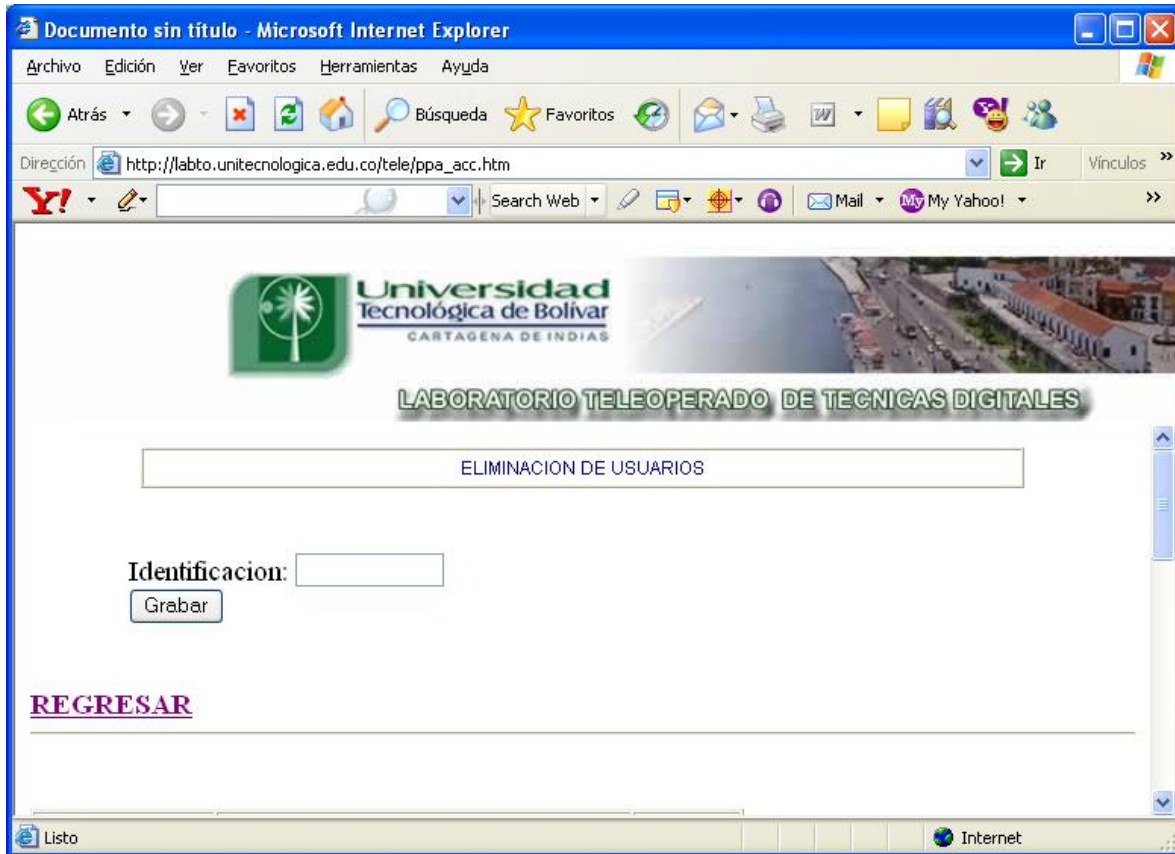 Documento sin título - Microsoft Internet Explorer
Archivo Edición Ver Favoritos Herramientas Ayuda
Atrás Búsqueda Favoritos W
Dirección http://labto.unitecnologica.edu.co/tele/ppa_acc.htm Ir Vínculos »
Y! Search Web Mail My My Yahoo! »
Universidad
Tecnológica de Bolívar
CARTAGENA DE INDIAS
LABORATORIO TELEOPERADO DE TECNICAS DIGITALES
ELIMINACION DE USUARIOS
Identificacion:
Grabar
REGRESAR
Listo Internet